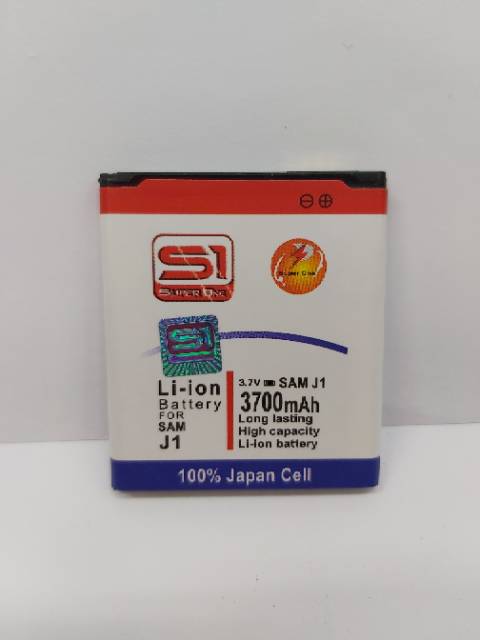 ⊖ ⊕
S1
SUPER ONE
Super One
S1
Li-ion
Battery
FOR
SAM
J1
3.7V SAM J1
3700mAh
Long lasting
High capacity
Li-ion battery
100% Japan Cell